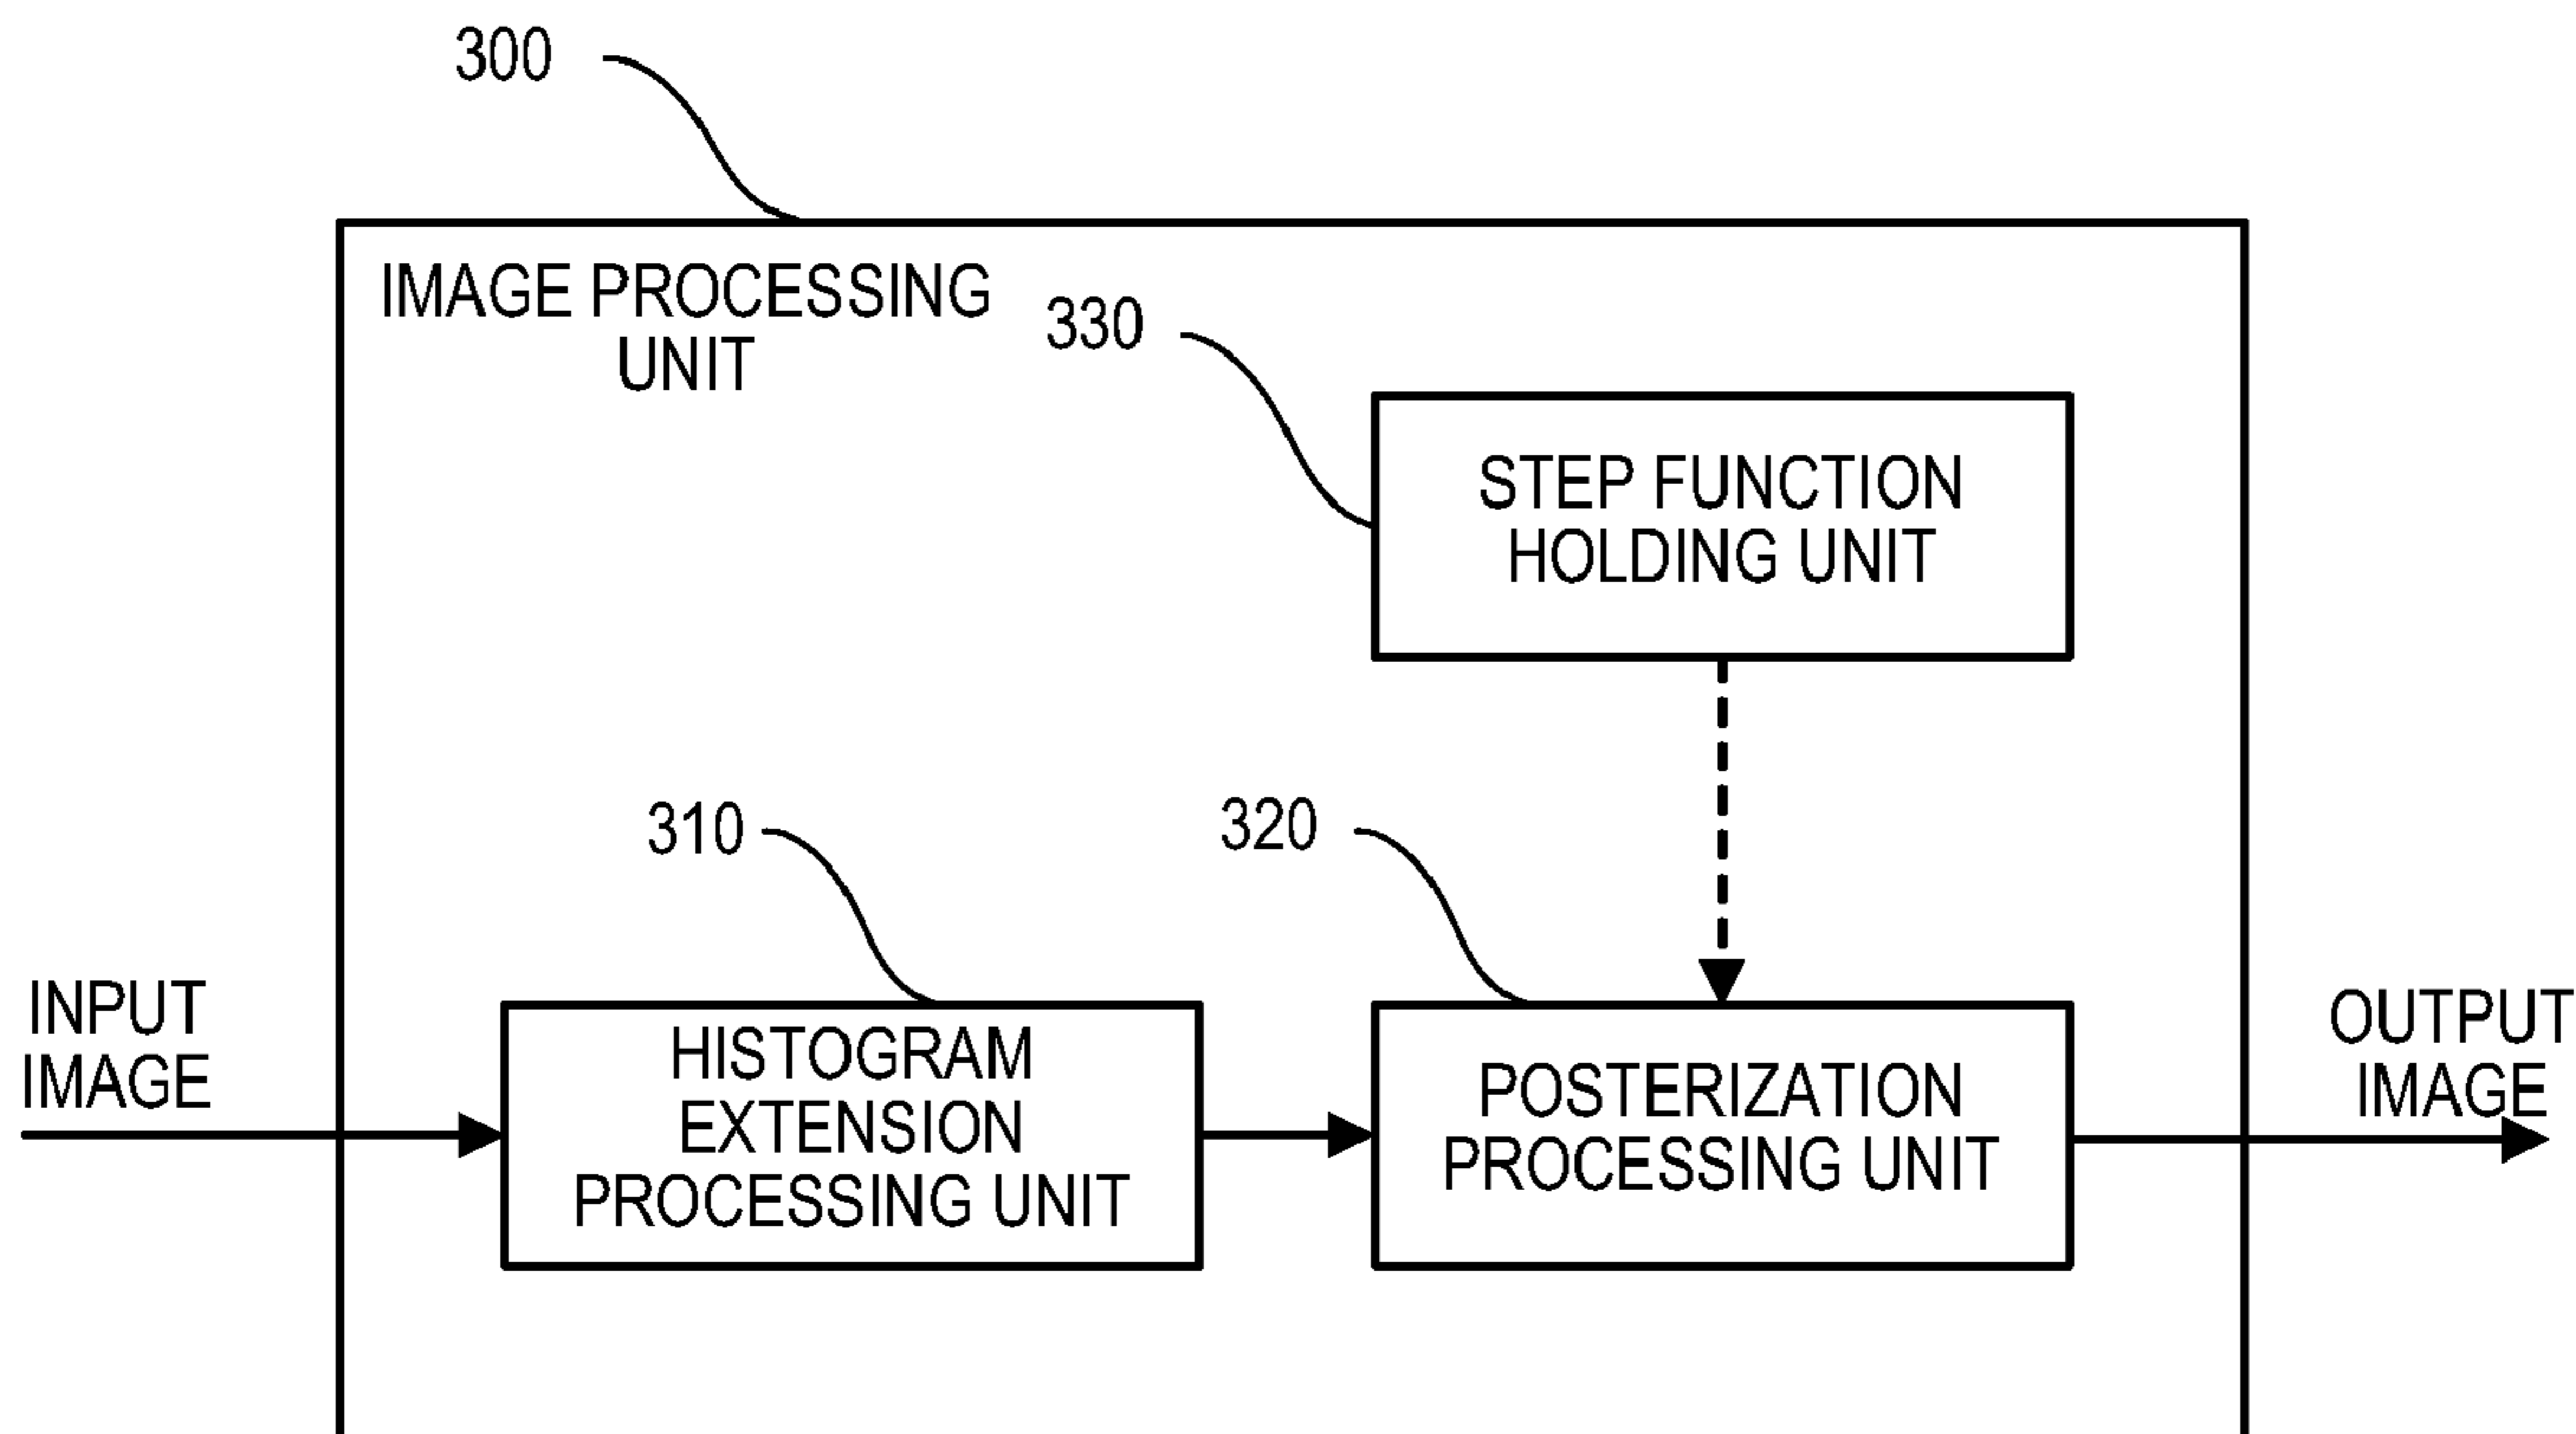 300
IMAGE PROCESSING
UNIT
330
STEP FUNCTION
HOLDING UNIT
310
320
INPUT
IMAGE
HISTOGRAM
EXTENSION
PROCESSING UNIT
POSTERIZATION
PROCESSING UNIT
OUTPUT
IMAGE